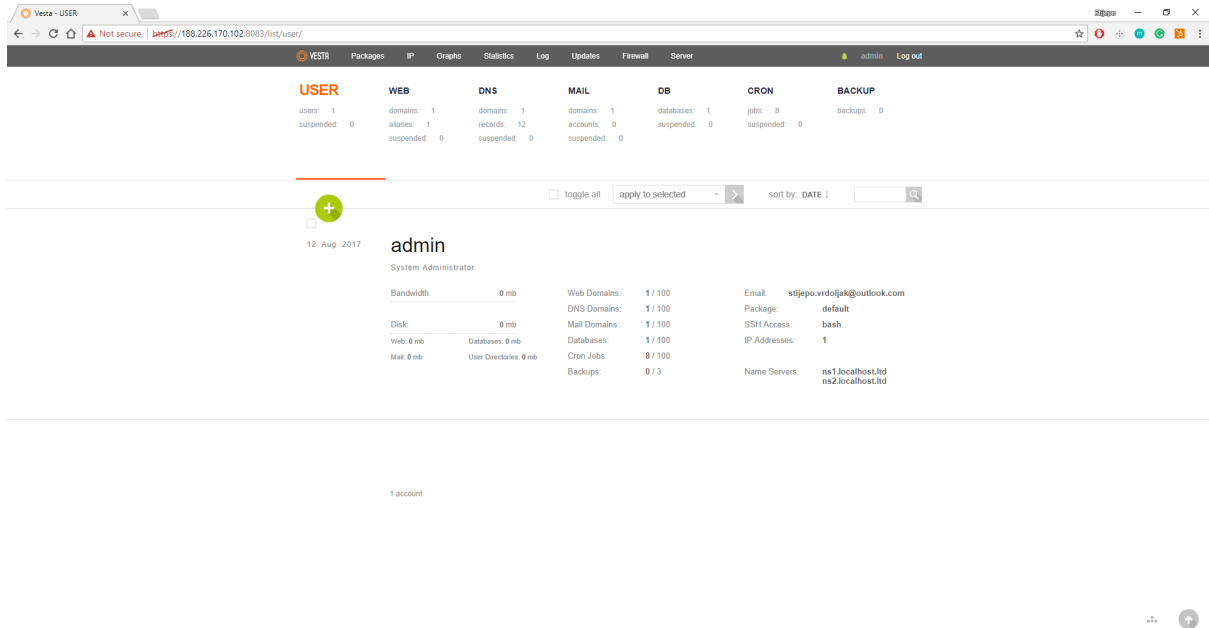 Vesta - USER
Stijepo
Not secure | https://188.226.170.102:8083/list/user/
VESTA Packages IP Graphs Statistics Log Updates Firewall Server admin Log out
USER WEB DNS MAIL DB CRON BACKUP
users: 1 domains: 1 domains: 1 domains: 1 databases: 1 jobs: 8 backups: 0
suspended: 0 aliases: 1 records: 12 accounts: 0 suspended: 0 suspended: 0
suspended: 0 suspended: 0 suspended: 0
toggle all apply to selected sort by: DATE ↓
12 Aug 2017 admin
System Administrator
Bandwidth 0 mb Web Domains: 1 / 100 Email: stijepo.vrdoljak@outlook.com
DNS Domains: 1 / 100 Package: default
Disk: 0 mb Mail Domains: 1 / 100 SSH Access: bash
Web: 0 mb Databases: 0 mb Databases: 1 / 100 IP Addresses: 1
Mail: 0 mb User Directories: 0 mb Cron Jobs: 8 / 100
Backups: 0 / 3 Name Servers: ns1.localhost.ltd
ns2.localhost.ltd
1 account